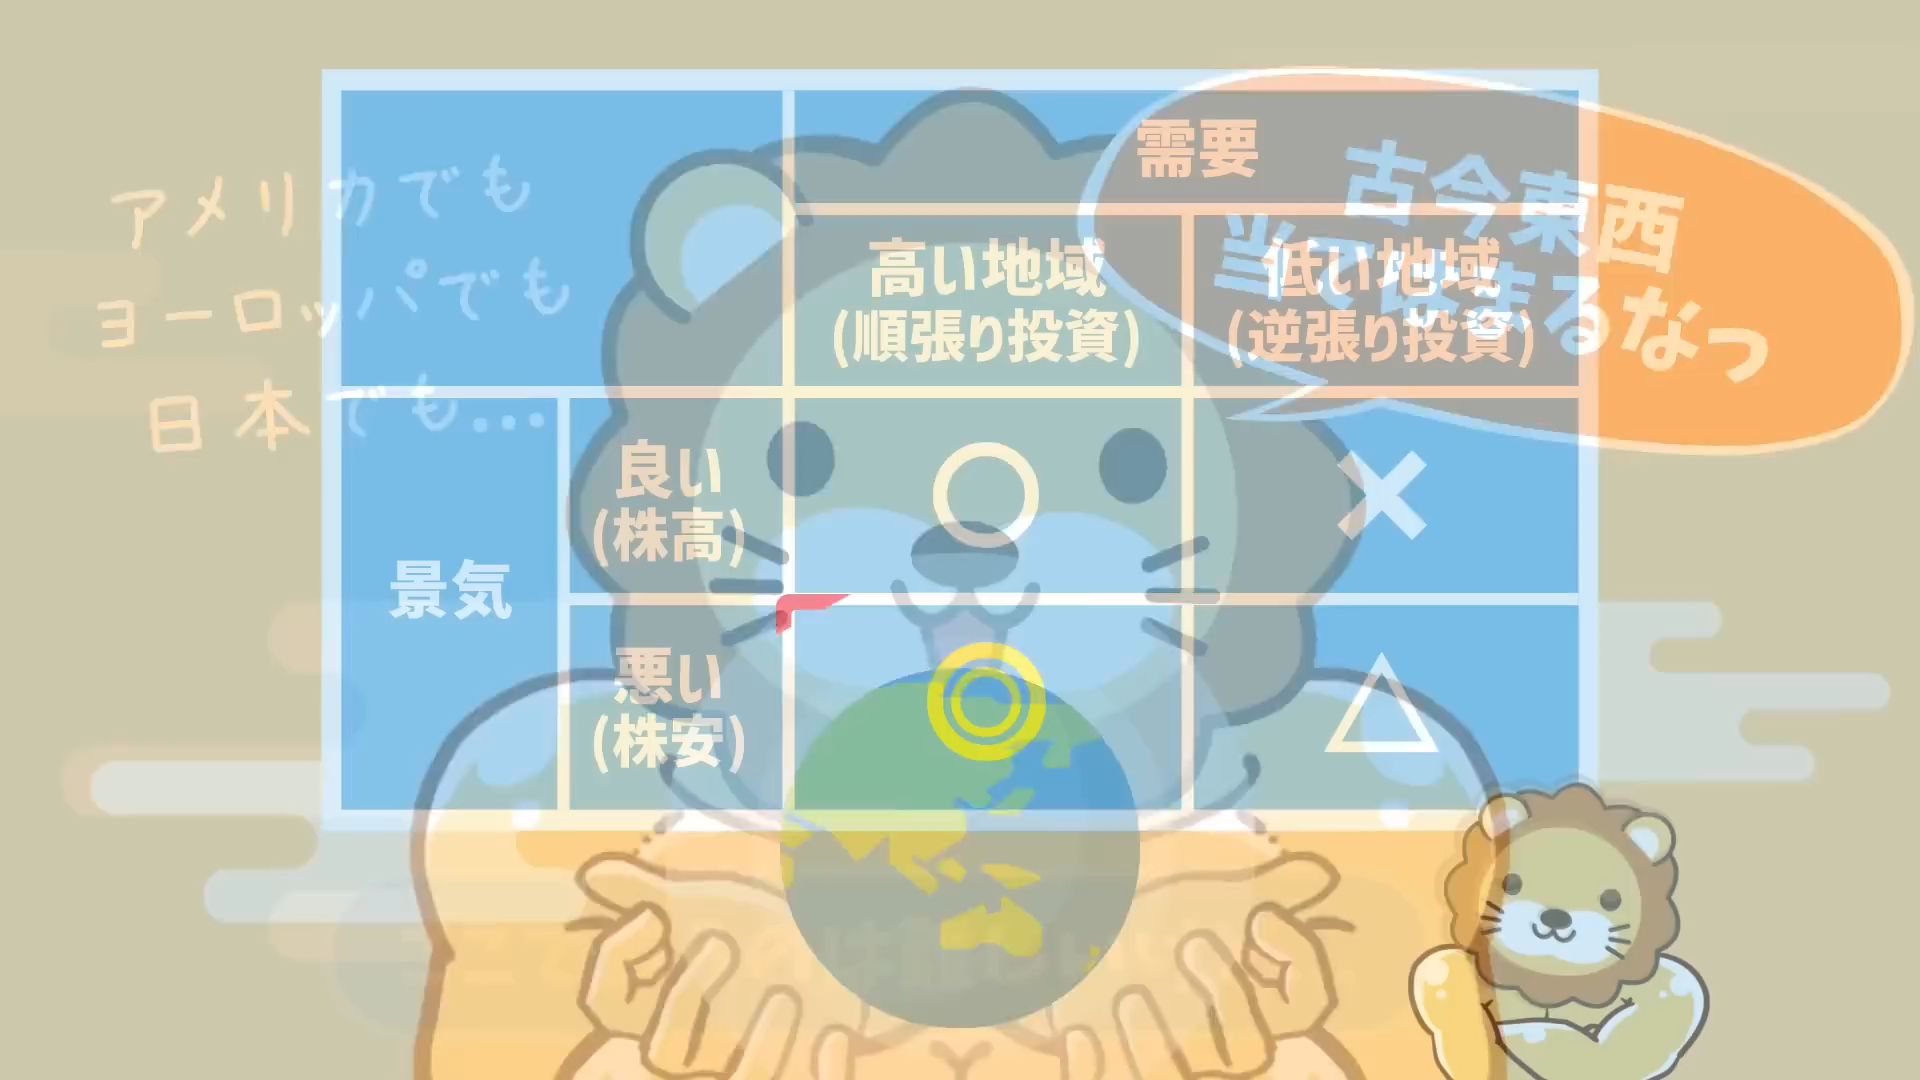 アメリカでも
ヨーロッパでも
日本でも...
古今東西
当てはまるなっ
需要
高い地域
(順張り投資)
低い地域
(逆張り投資)
景気
良い
(株高)
○
×
悪い
(株安)
◎
△